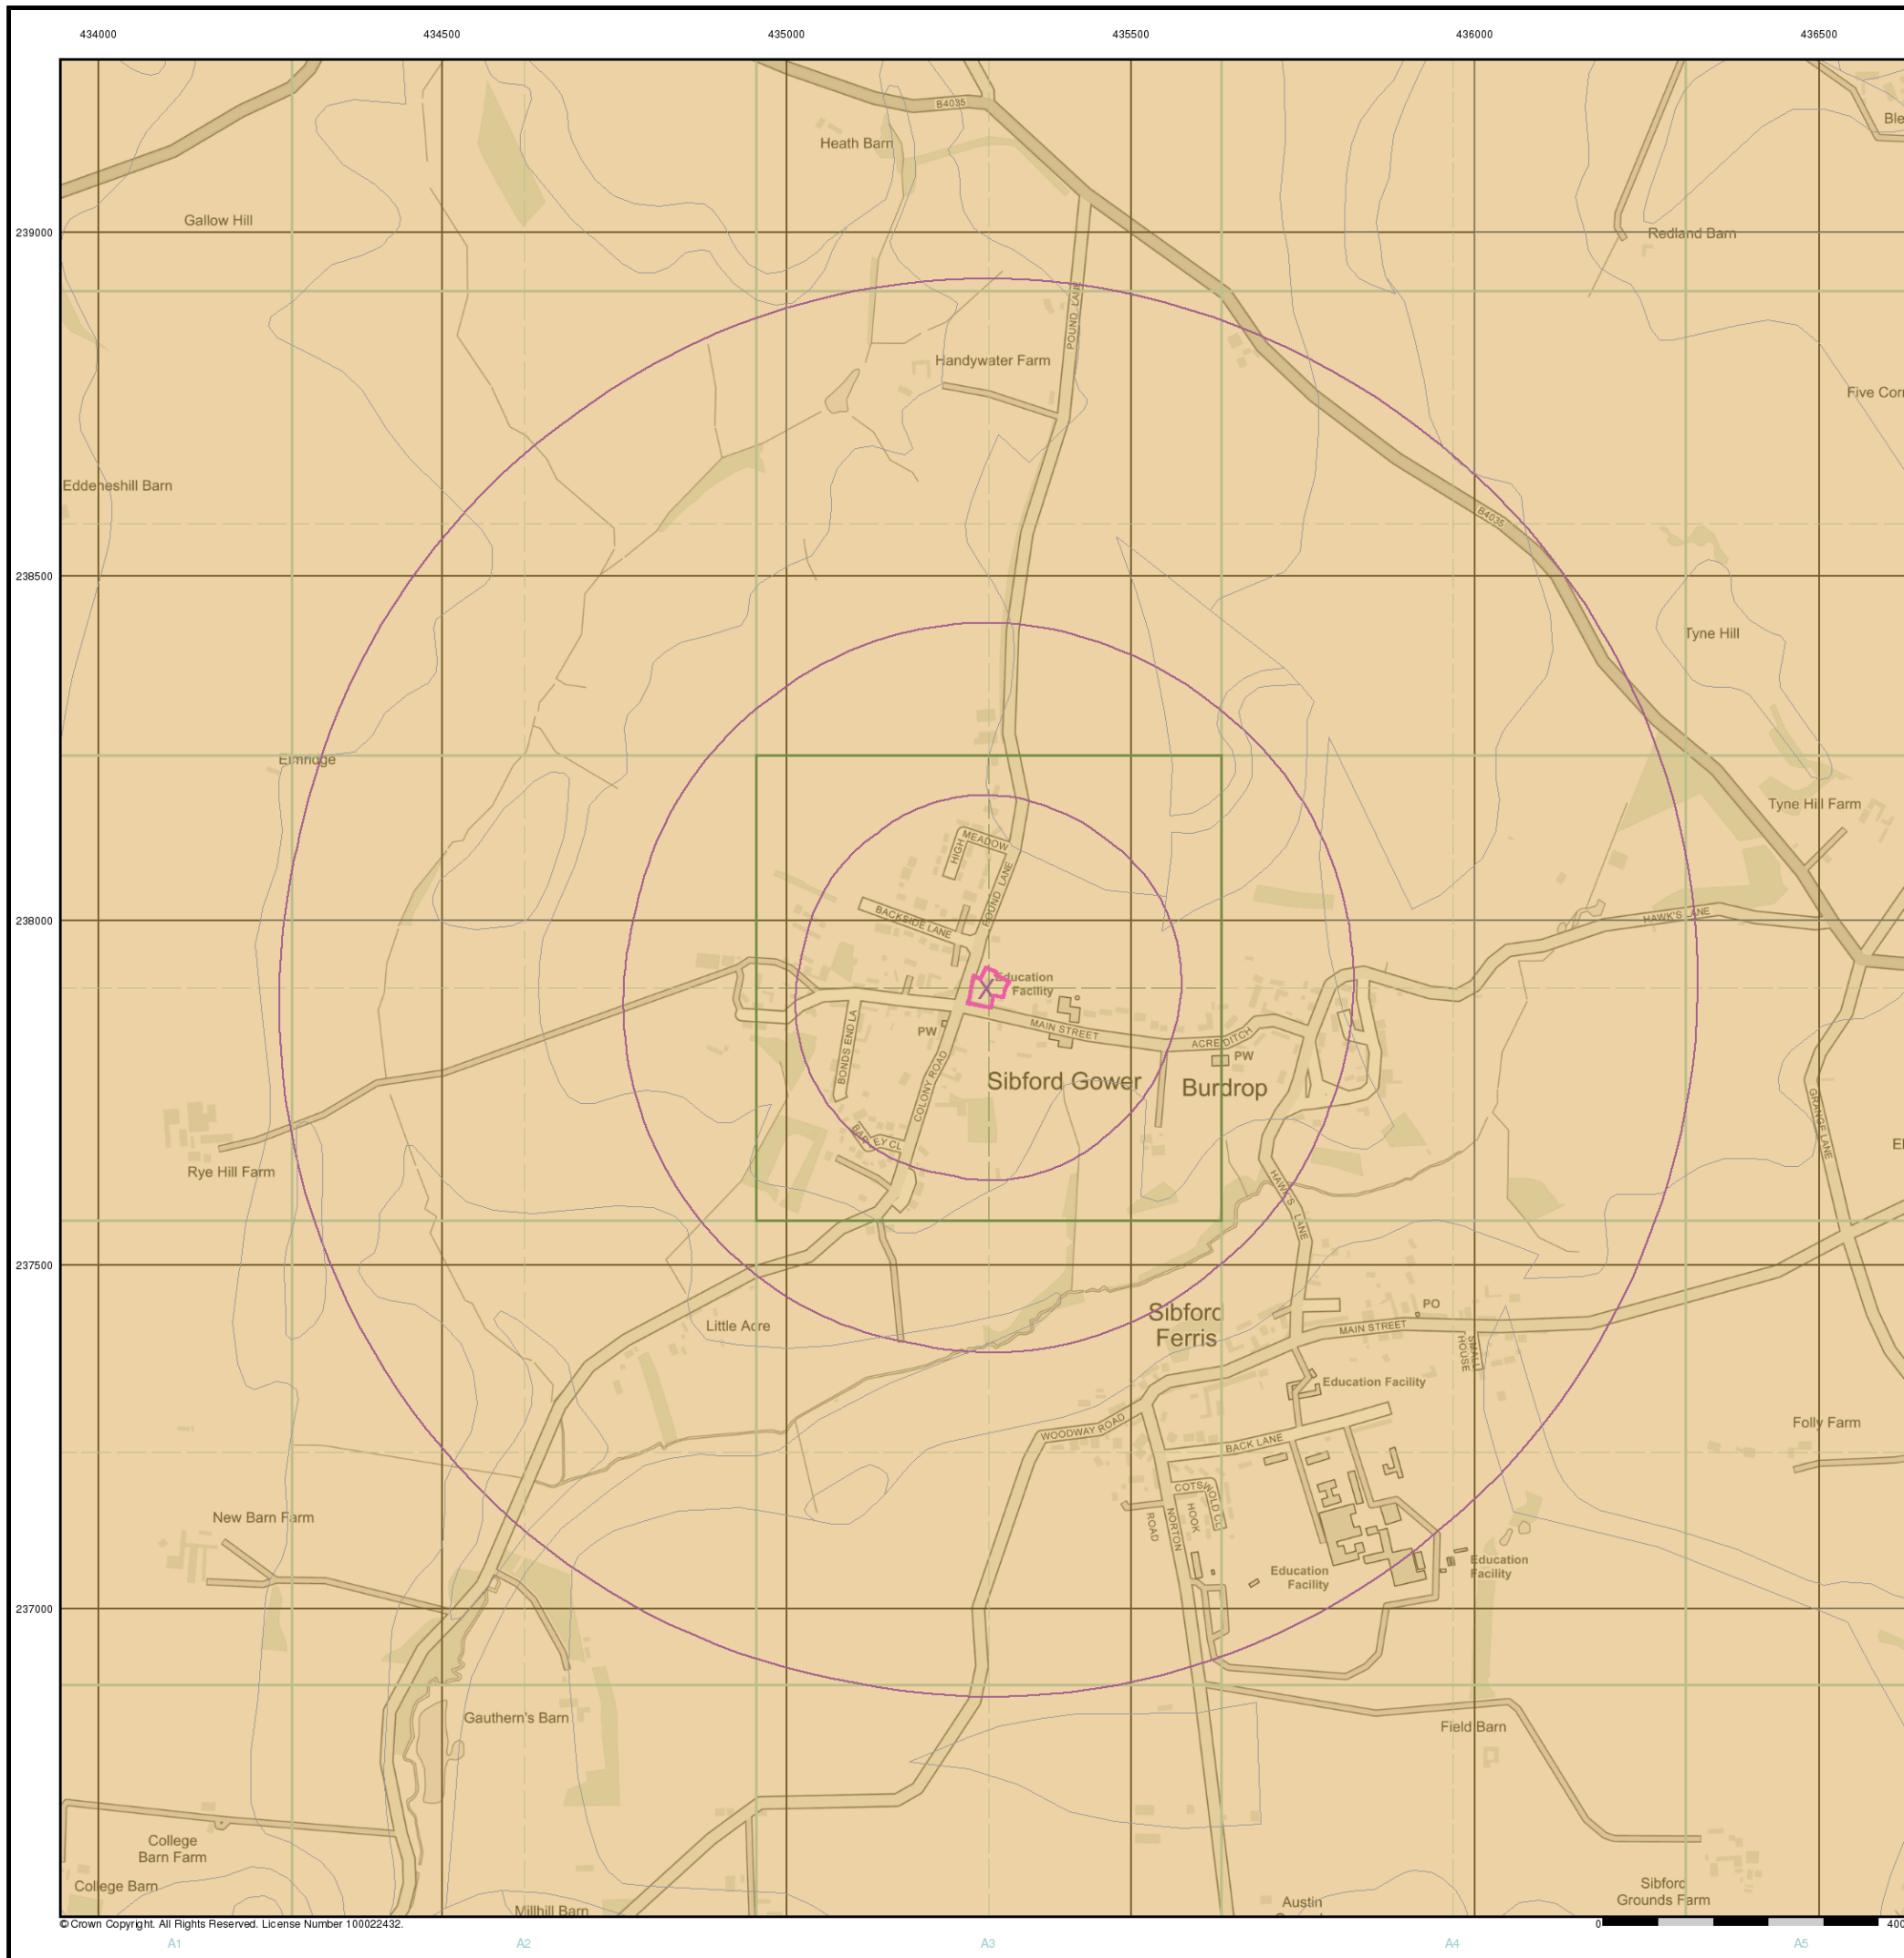 434000 434500 435000 435500 436000 436500
B4035
Heath Barn
Gallow Hill
239000
Redland Barn
POUND LANE
Handywater Farm
Eddeneshill Barn
B4035
238500
Tyne Hill
Elmridge
Tyne Hill Farm
HIGH MEADOW
POUND LANE
BACKSIDE LANE
238000
HAWK'S LANE
Education
Facility
X
PW
MAIN STREET
ACRE DITCH
PW
BONDS END LA
COLONY ROAD
Sibford Gower
Burdrop
BARLEY CL
GRANGE LANE
Rye Hill Farm
HAWK'S LANE
237500
Little Acre
Sibford
Ferris
PO
MAIN STREET
SMALL
HOUSE
Education Facility
WOODWAY ROAD
BACK LANE
Folly Farm
COTSWOLD CL
HOOK
NORTON
ROAD
New Barn Farm
Education
Facility
Education
Facility
237000
Gauthern's Barn
Field Barn
College
Barn Farm
College Barn
Millhill Barn
Austin
Sibford
Grounds Farm
© Crown Copyright. All Rights Reserved. License Number 100022432.
0 400
A1 A2 A3 A4 A5